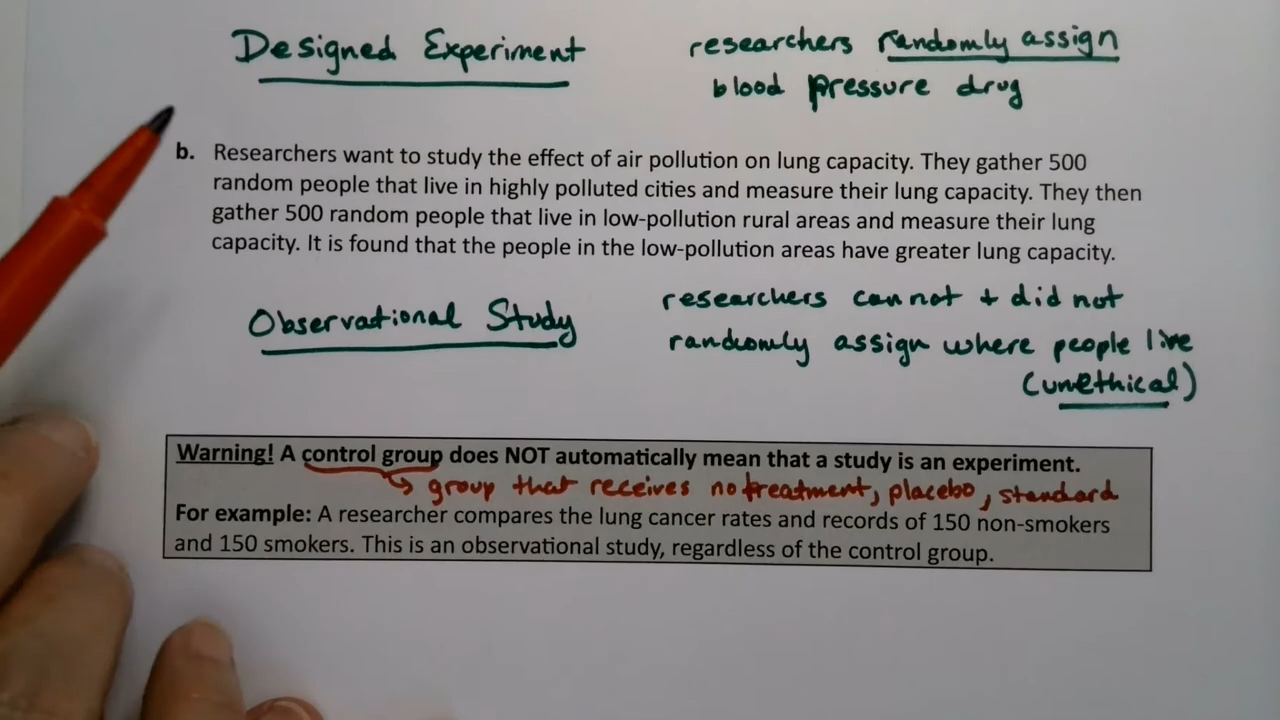 Designed Experiment
researchers randomly assign
blood pressure drug
b. Researchers want to study the effect of air pollution on lung capacity. They gather 500
random people that live in highly polluted cities and measure their lung capacity. They then
gather 500 random people that live in low-pollution rural areas and measure their lung
capacity. It is found that the people in the low-pollution areas have greater lung capacity.
Observational Study
researchers cannot + did not
randomly assign where people live
(unethical)
Warning! A control group does NOT automatically mean that a study is an experiment.
group that receives no treatment, placebo, standard
For example: A researcher compares the lung cancer rates and records of 150 non-smokers
and 150 smokers. This is an observational study, regardless of the control group.